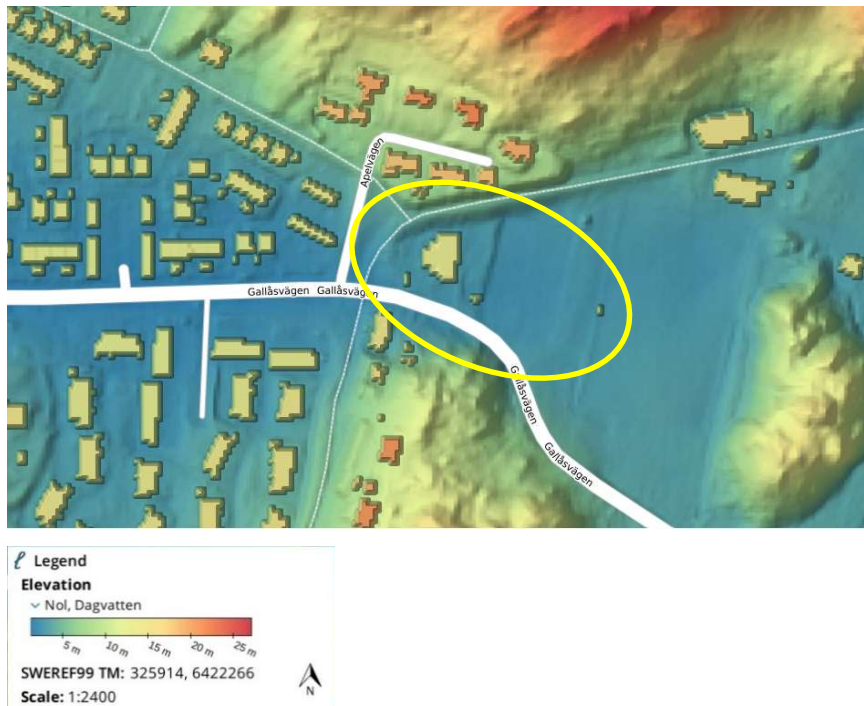 Apelvägen
Gallåsvägen
Gallåsvägen
Gallåsvägen
Gallåsvägen
Legend
Elevation
Nol, Dagvatten
5 m 10 m 15 m 20 m 25 m
SWEREF99 TM: 325914, 6422266
N
Scale: 1:2400